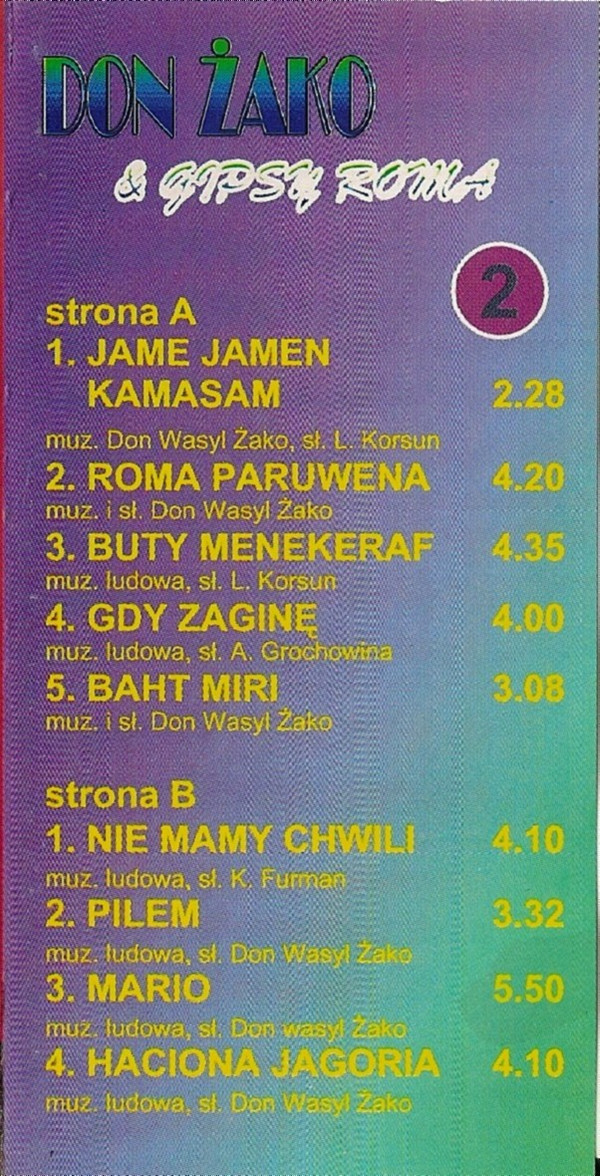 DON ŻAKO
& GIPSY ROMA
2
strona A
1. JAME JAMEN
KAMASAM 2.28
muz. Don Wasyl Żako, sł. L. Korsun
2. ROMA PARUWENA 4.20
muz. i sł. Don Wasyl Żako
3. BUTY MENEKERAF 4.35
muz. ludowa, sł. L. Korsun
4. GDY ZAGINĘ 4.00
muz. ludowa, sł. A. Grochowina
5. BAHT MIRI 3.08
muz. i sł. Don Wasyl Żako
strona B
1. NIE MAMY CHWILI 4.10
muz. ludowa, sł. K. Furman
2. PILEM 3.32
muz. ludowa, sł. Don Wasyl Żako
3. MARIO 5.50
muz. ludowa, sł. Don wasyl Żako
4. HACIONA JAGORIA 4.10
muz. ludowa, sł. Don Wasyl Żako